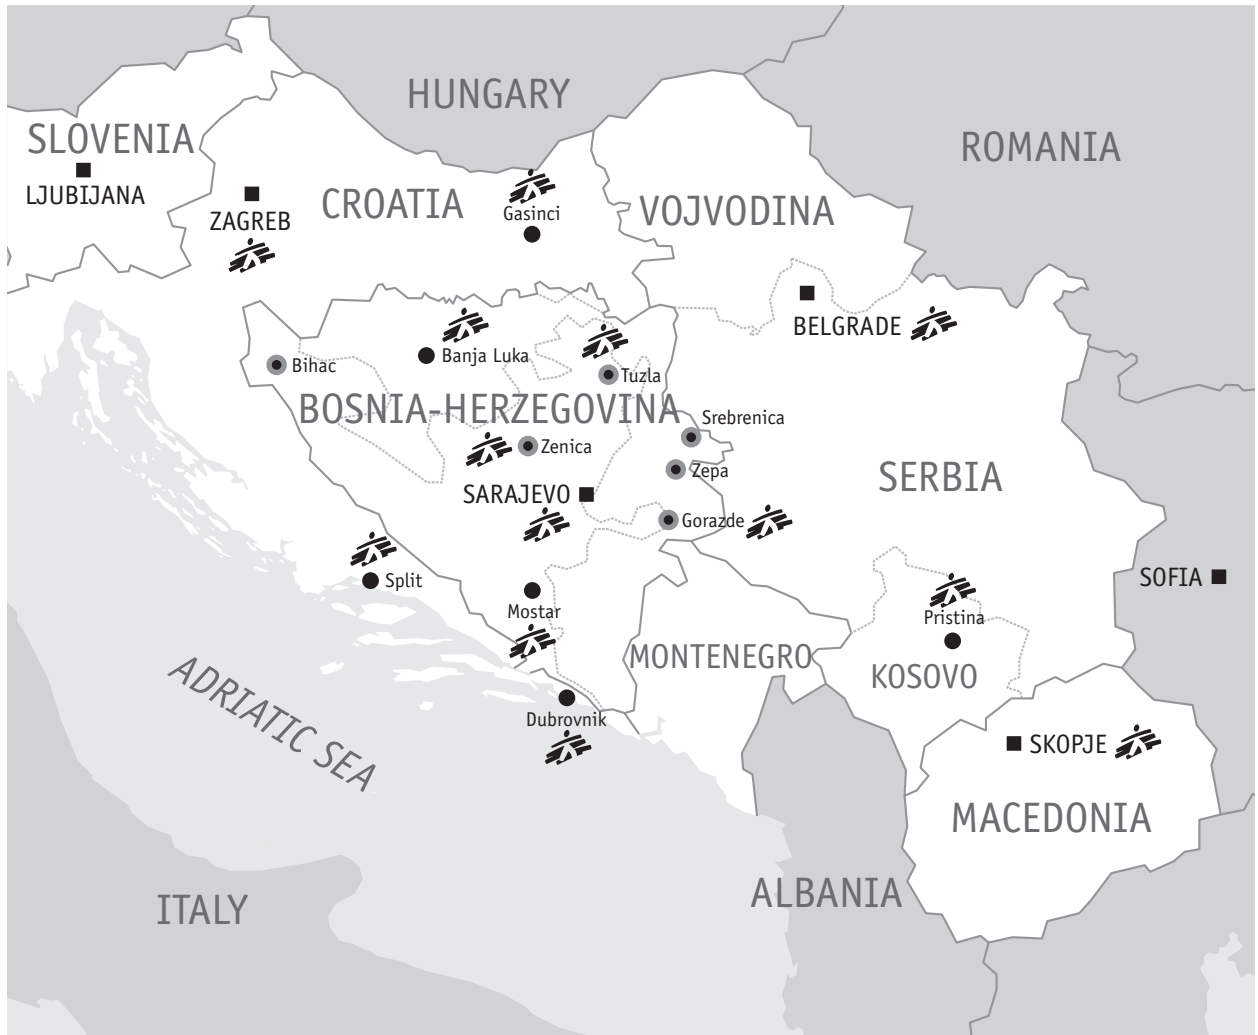 HUNGARY
SLOVENIA
ROMANIA
LJUBIJANA
CROATIA
VOJVODINA
ZAGREB
Gasinci
BELGRADE
Banja Luka
Bihac
Tuzla
BOSNIA-HERZEGOVINA
Srebrenica
Zenica
Zepa
SERBIA
SARAJEVO
Gorazde
Split
SOFIA
Mostar
Pristina
MONTENEGRO
KOSOVO
ADRIATIC SEA
Dubrovnik
SKOPJE
MACEDONIA
ALBANIA
ITALY